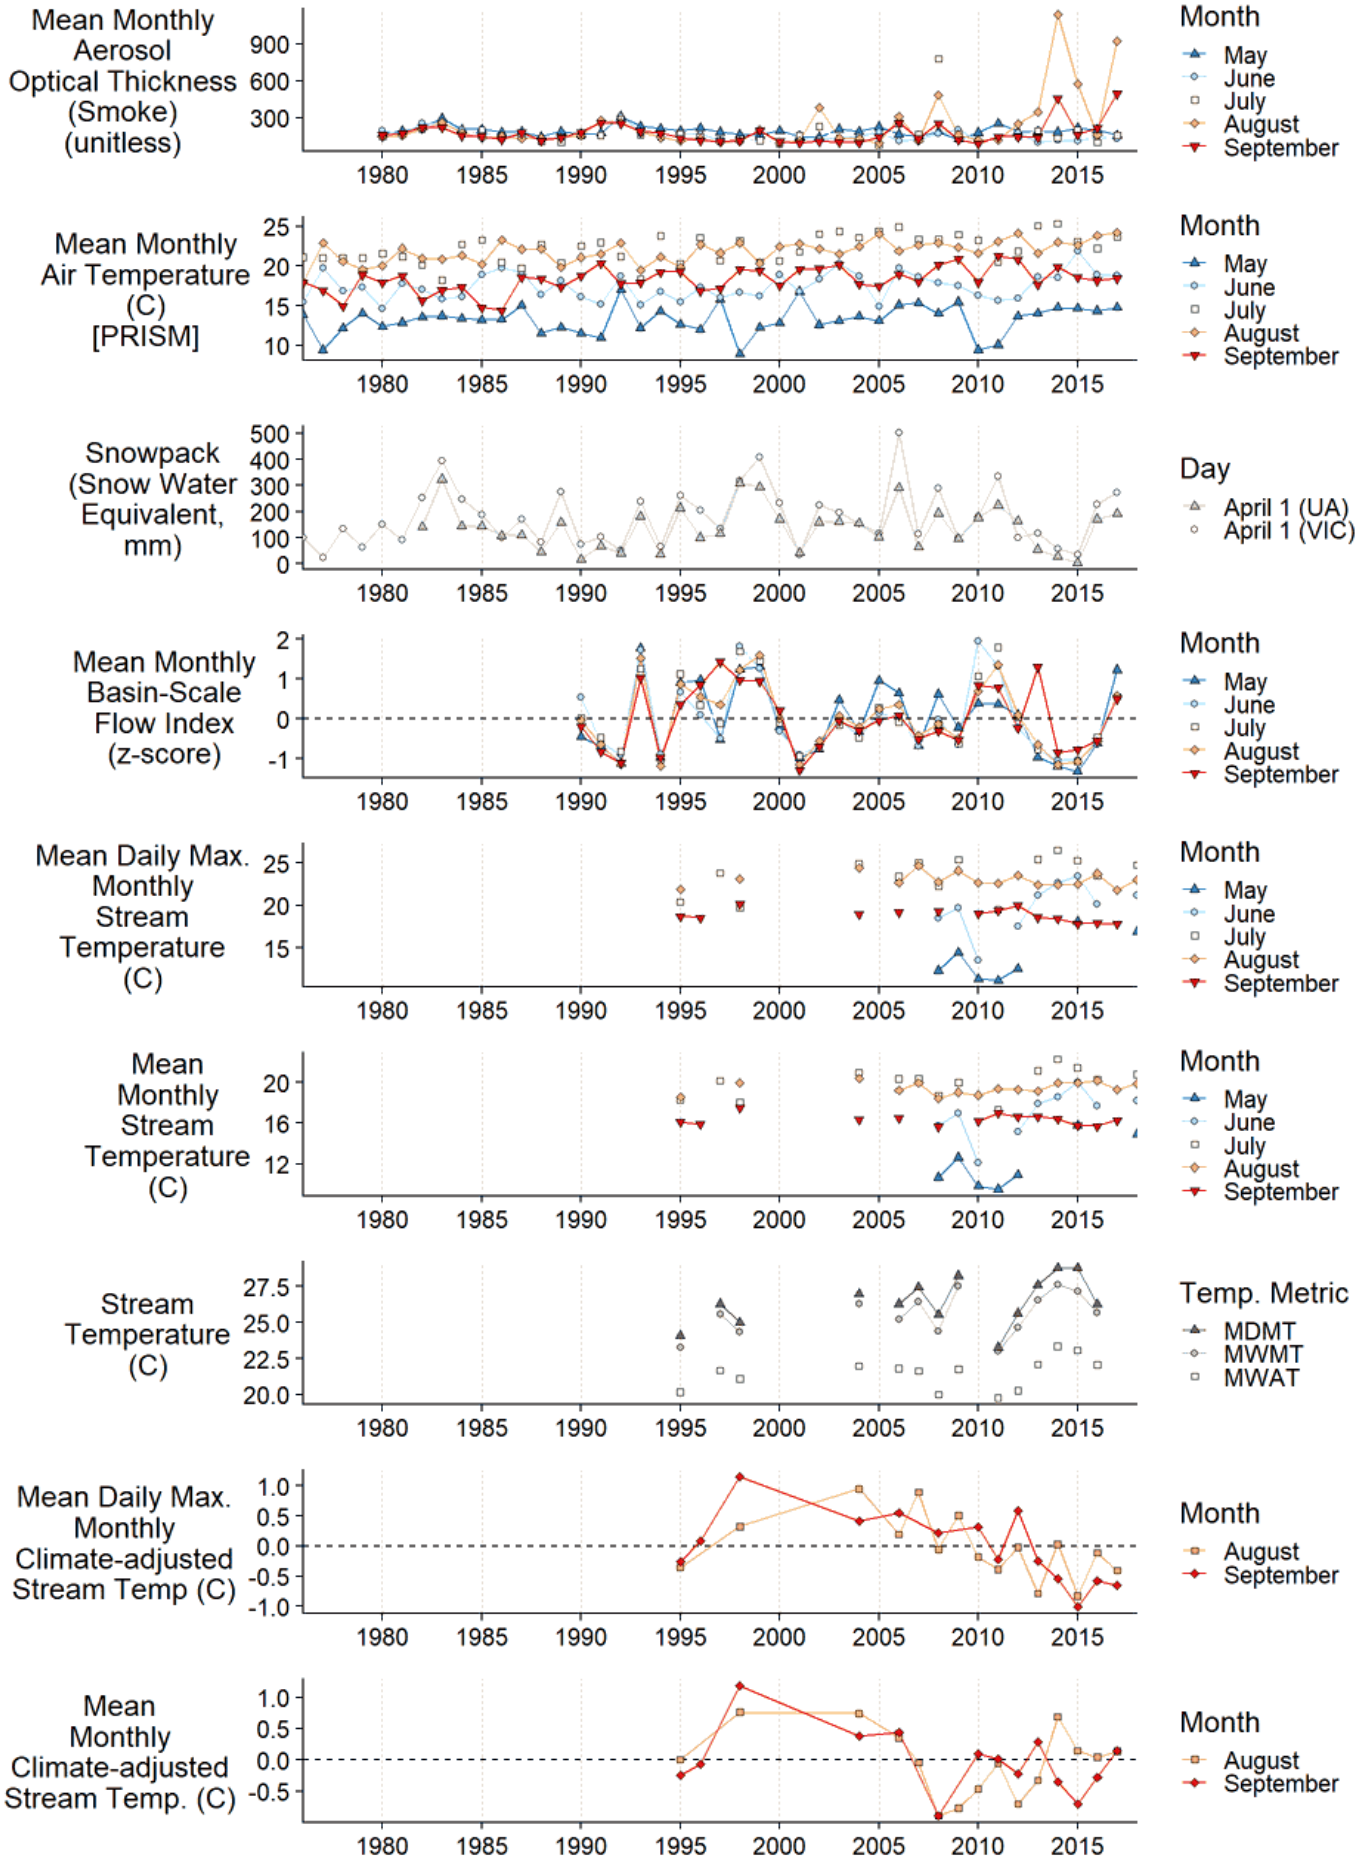 Mean Monthly
Aerosol
Optical Thickness
(Smoke)
(unitless)
900
600
300
1980 1985 1990 1995 2000 2005 2010 2015
Month
May
June
July
August
September
Mean Monthly
Air Temperature
(C)
[PRISM]
25
20
15
10
1980 1985 1990 1995 2000 2005 2010 2015
Month
May
June
July
August
September
Snowpack
(Snow Water
Equivalent,
mm)
500
400
300
200
100
0
1980 1985 1990 1995 2000 2005 2010 2015
Day
April 1 (UA)
April 1 (VIC)
Mean Monthly
Basin-Scale
Flow Index
(z-score)
2
1
0
-1
1980 1985 1990 1995 2000 2005 2010 2015
Month
May
June
July
August
September
Mean Daily Max.
Monthly
Stream
Temperature
(C)
25
20
15
1980 1985 1990 1995 2000 2005 2010 2015
Month
May
June
July
August
September
Mean
Monthly
Stream
Temperature
(C)
20
16
12
1980 1985 1990 1995 2000 2005 2010 2015
Month
May
June
July
August
September
Stream
Temperature
(C)
27.5
25.0
22.5
20.0
1980 1985 1990 1995 2000 2005 2010 2015
Temp. Metric
MDMT
MWMT
MWAT
Mean Daily Max.
Monthly
Climate-adjusted
Stream Temp (C)
1.0
0.5
0.0
-0.5
-1.0
1980 1985 1990 1995 2000 2005 2010 2015
Month
August
September
Mean
Monthly
Climate-adjusted
Stream Temp. (C)
1.0
0.5
0.0
-0.5
1980 1985 1990 1995 2000 2005 2010 2015
Month
August
September